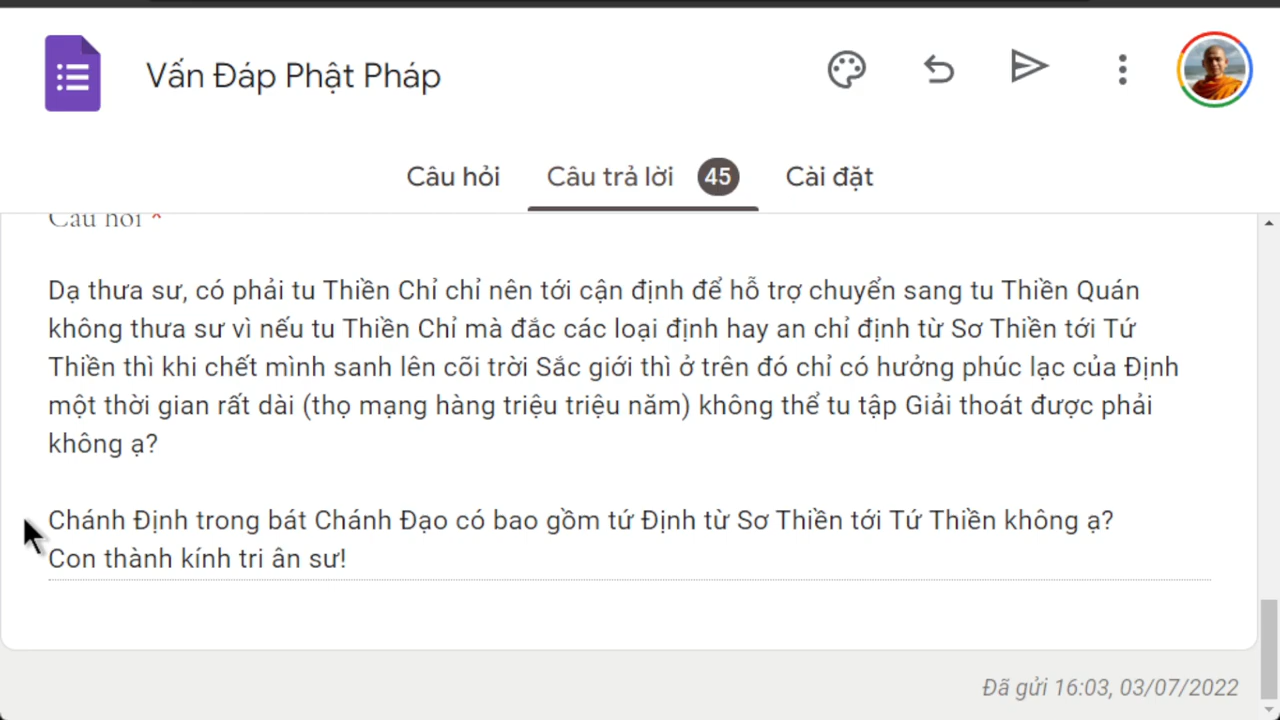 Vấn Đáp Phật Pháp
Câu hỏi
Câu trả lời 45
Cài đặt
Câu hỏi *
Dạ thưa sư, có phải tu Thiền Chỉ chỉ nên tới cận định để hỗ trợ chuyển sang tu Thiền Quán
không thưa sư vì nếu tu Thiền Chỉ mà đắc các loại định hay an chỉ định từ Sơ Thiền tới Tứ
Thiền thì khi chết mình sanh lên cõi trời Sắc giới thì ở trên đó chỉ có hưởng phúc lạc của Định
một thời gian rất dài (thọ mạng hàng triệu triệu năm) không thể tu tập Giải thoát được phải
không ạ?
Chánh Định trong bát Chánh Đạo có bao gồm tứ Định từ Sơ Thiền tới Tứ Thiền không ạ?
Con thành kính tri ân sư!
Đã gửi 16:03, 03/07/2022